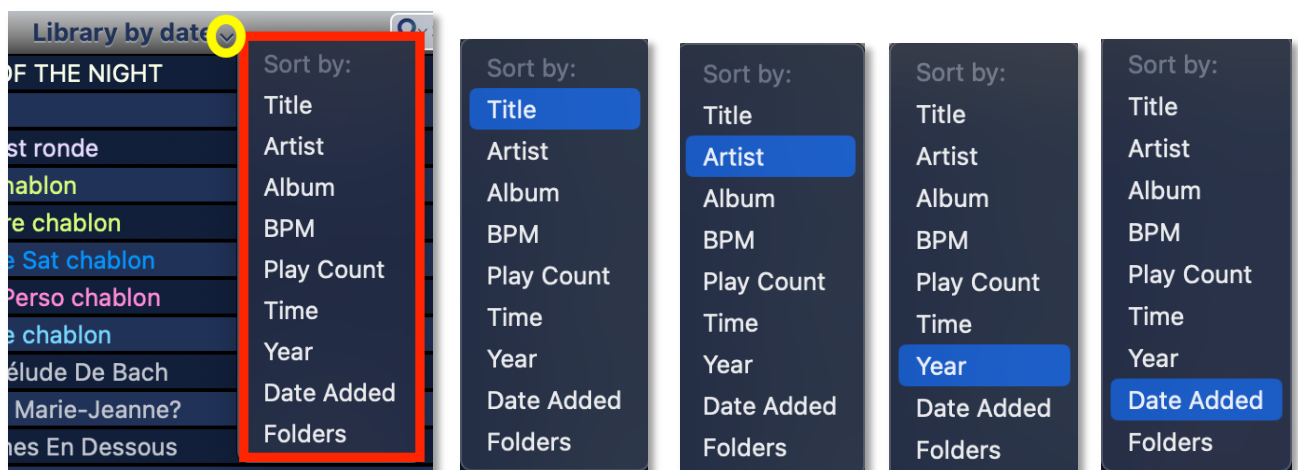 Library by date
OF THE NIGHT
st ronde
hablon
re chablon
e Sat chablon
Perso chablon
e chablon
élude De Bach
Marie-Jeanne?
nes En Dessous
Sort by:
Title
Artist
Album
BPM
Play Count
Time
Year
Date Added
Folders
Sort by:
Title
Artist
Album
BPM
Play Count
Time
Year
Date Added
Folders
Sort by:
Title
Artist
Album
BPM
Play Count
Time
Year
Date Added
Folders
Sort by:
Title
Artist
Album
BPM
Play Count
Time
Year
Date Added
Folders
Sort by:
Title
Artist
Album
BPM
Play Count
Time
Year
Date Added
Folders